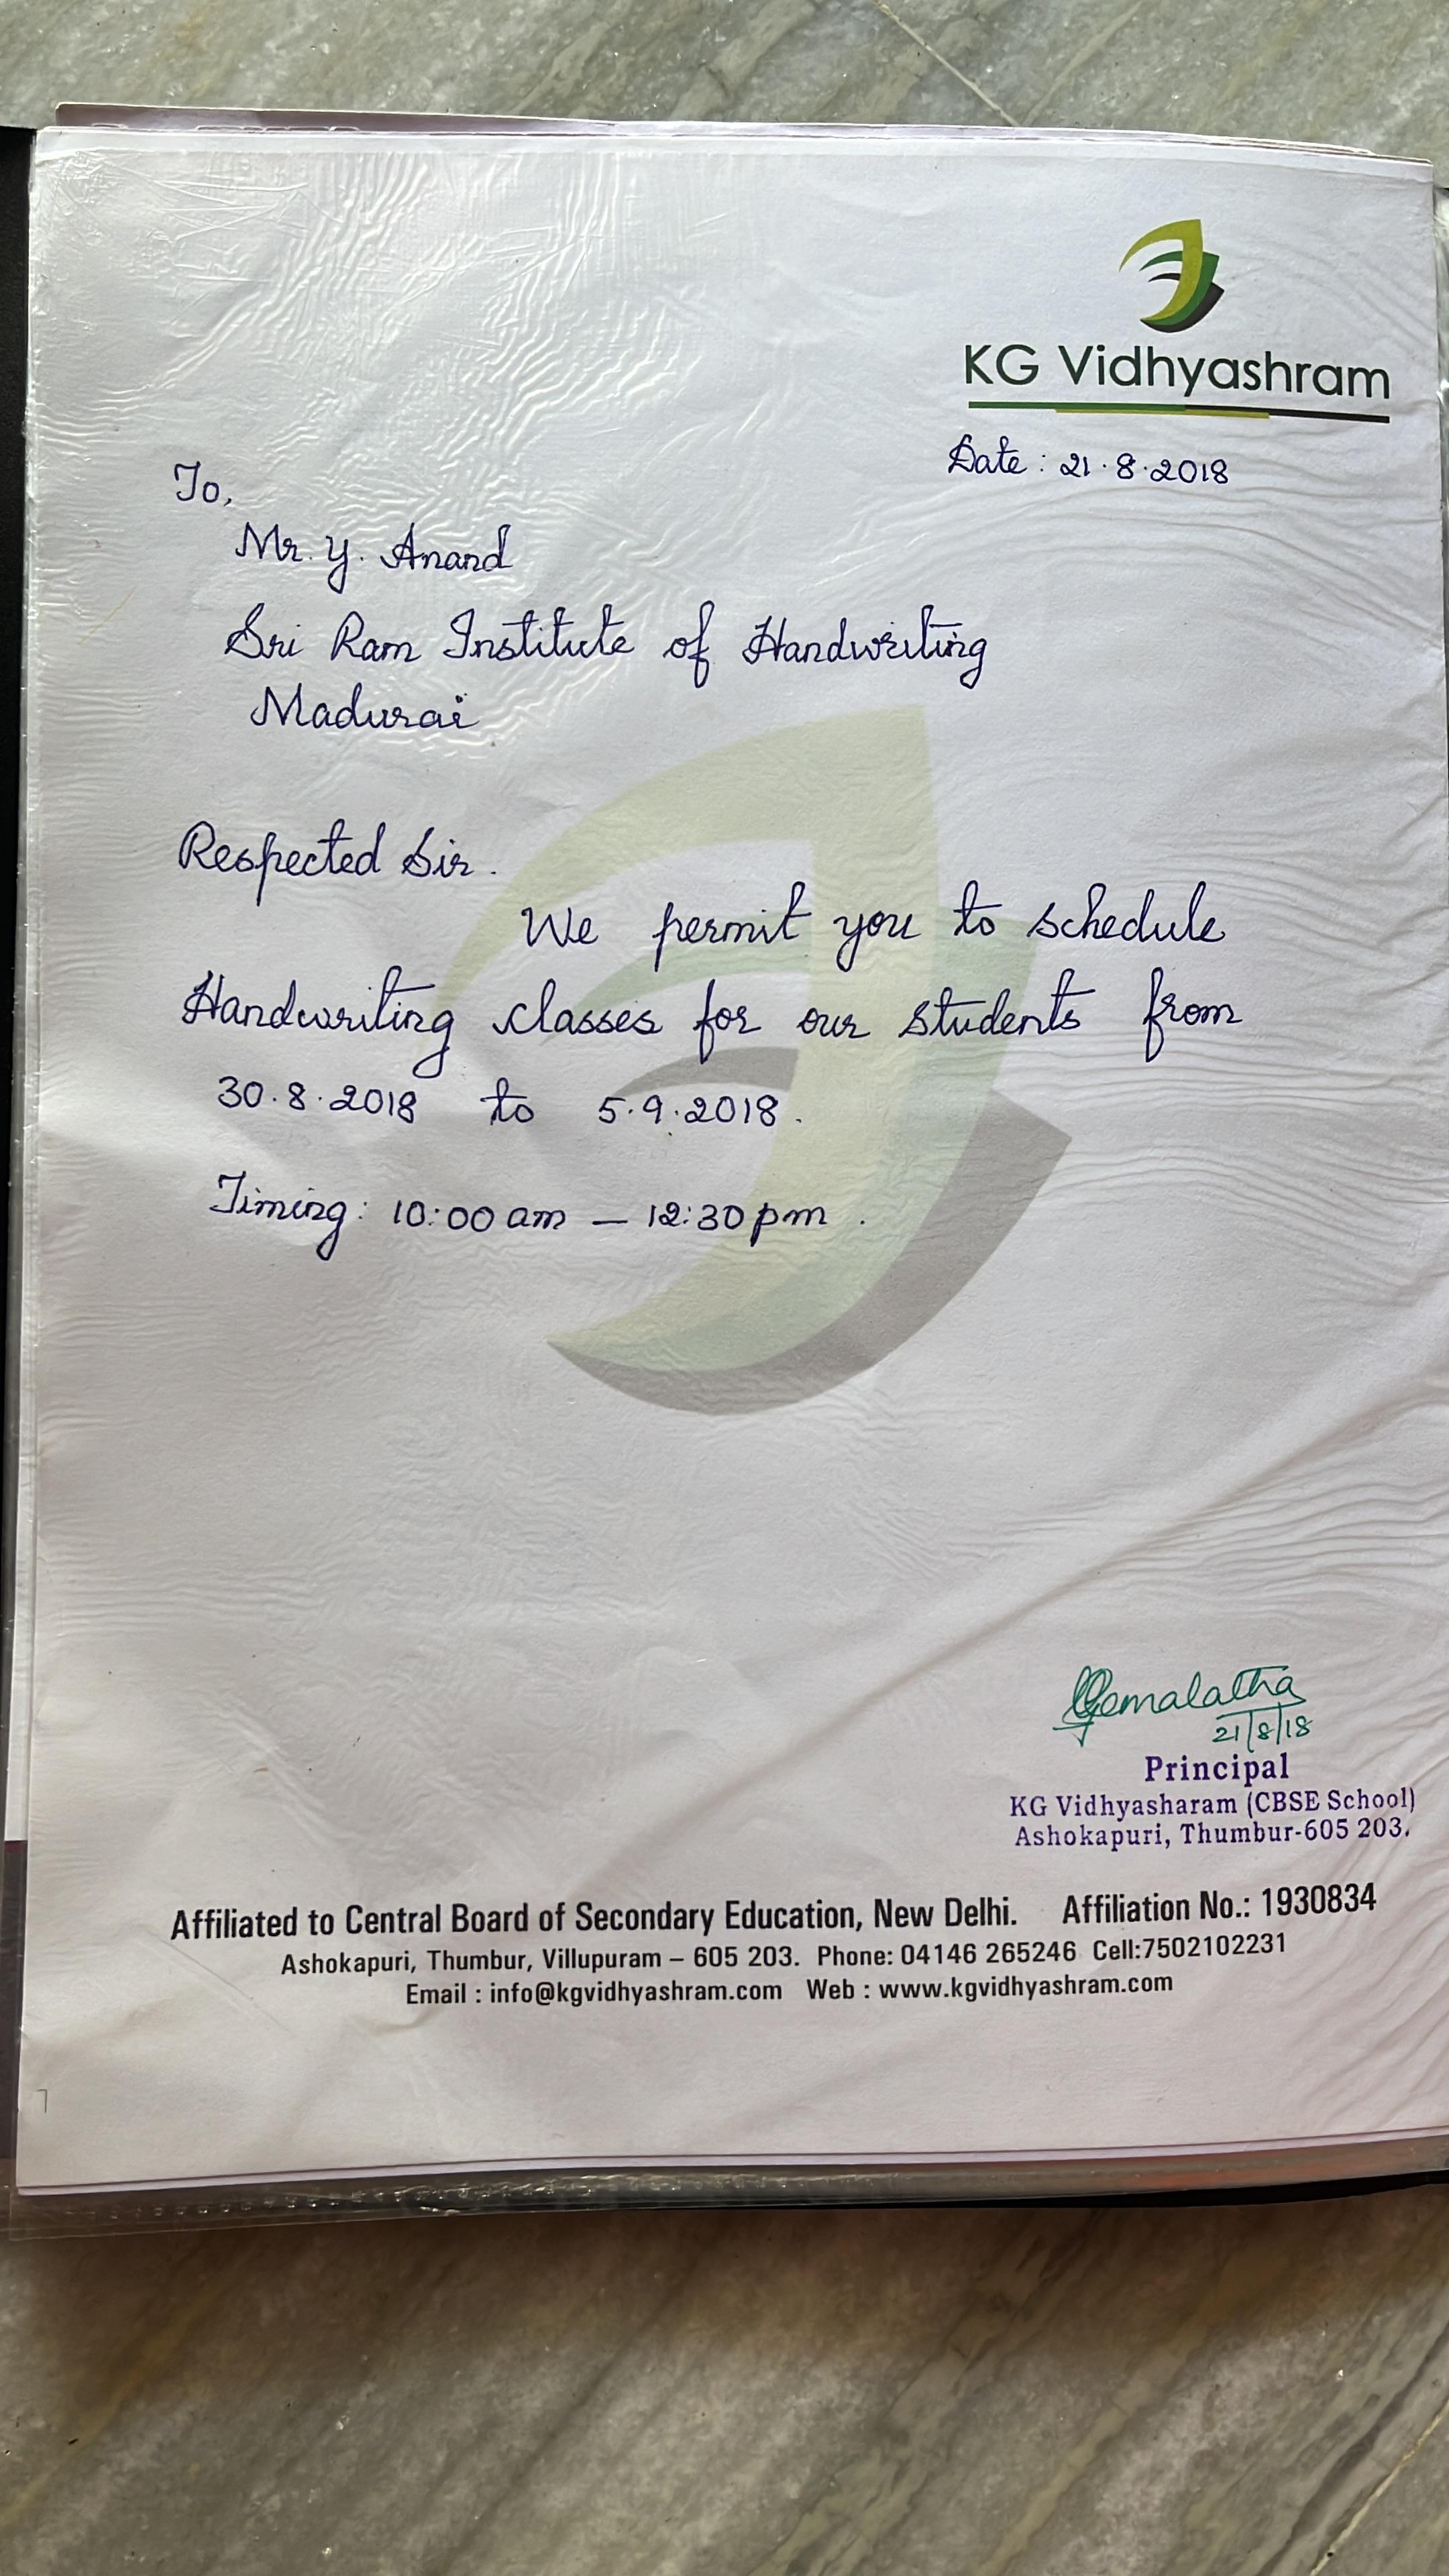 KG Vidhyashram
Date : 21.8.2018
To,
Mr. Y. Anand
Sri Ram Institute of Handwriting
Madurai
Respected Sir.
We permit you to schedule
Handwriting classes for our students from
30.8.2018 to 5.9.2018.
Timing: 10:00 am – 12:30 pm.
21/8/18
Principal
KG Vidhyasharam (CBSE School)
Ashokapuri, Thumbur-605 203.
Affiliated to Central Board of Secondary Education, New Delhi. Affiliation No.: 1930834
Ashokapuri, Thumbur, Villupuram – 605 203. Phone: 04146 265246 Cell:7502102231
Email : info@kgvidhyashram.com Web : www.kgvidhyashram.com